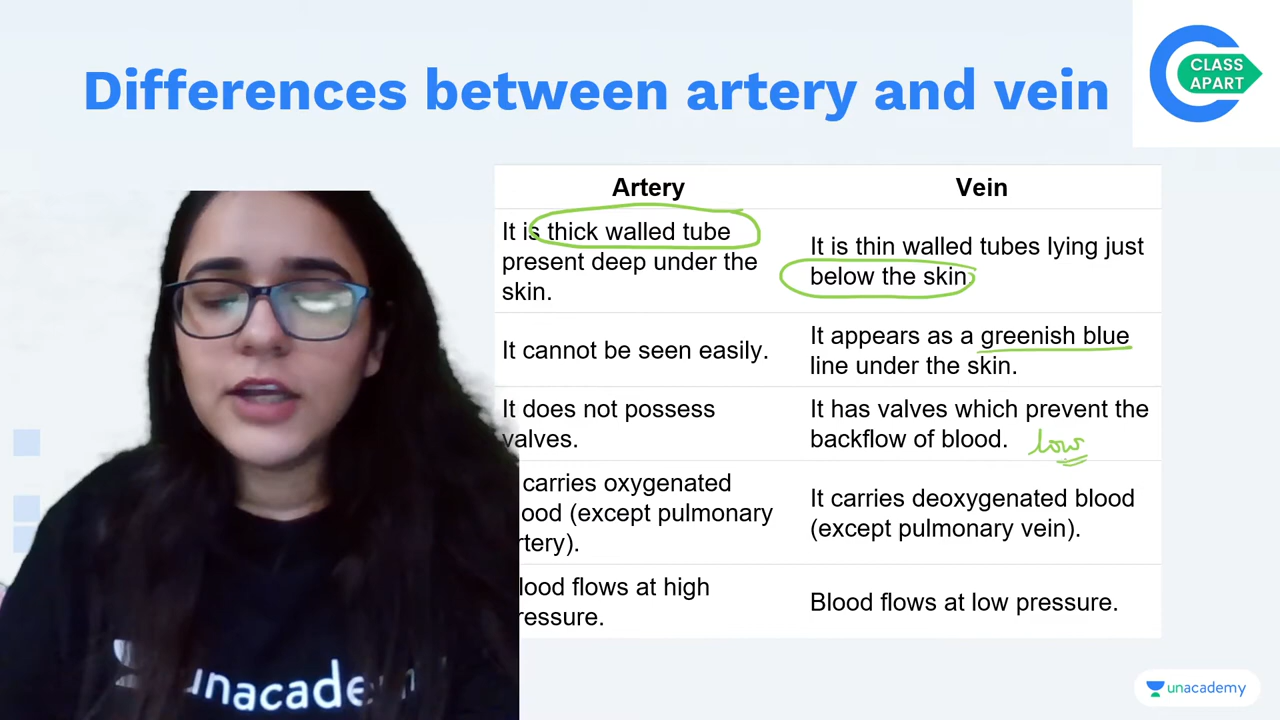 Differences between artery and vein
CLASS
APART
Artery
Vein
It is thick walled tube
present deep under the
skin.
It is thin walled tubes lying just
below the skin.
It cannot be seen easily.
It appears as a greenish blue
line under the skin.
It does not possess
valves.
It has valves which prevent the
backflow of blood.
low
carries oxygenated
ood (except pulmonary
rtery).
It carries deoxygenated blood
(except pulmonary vein).
lood flows at high
ressure.
Blood flows at low pressure.
unacade
unacademy